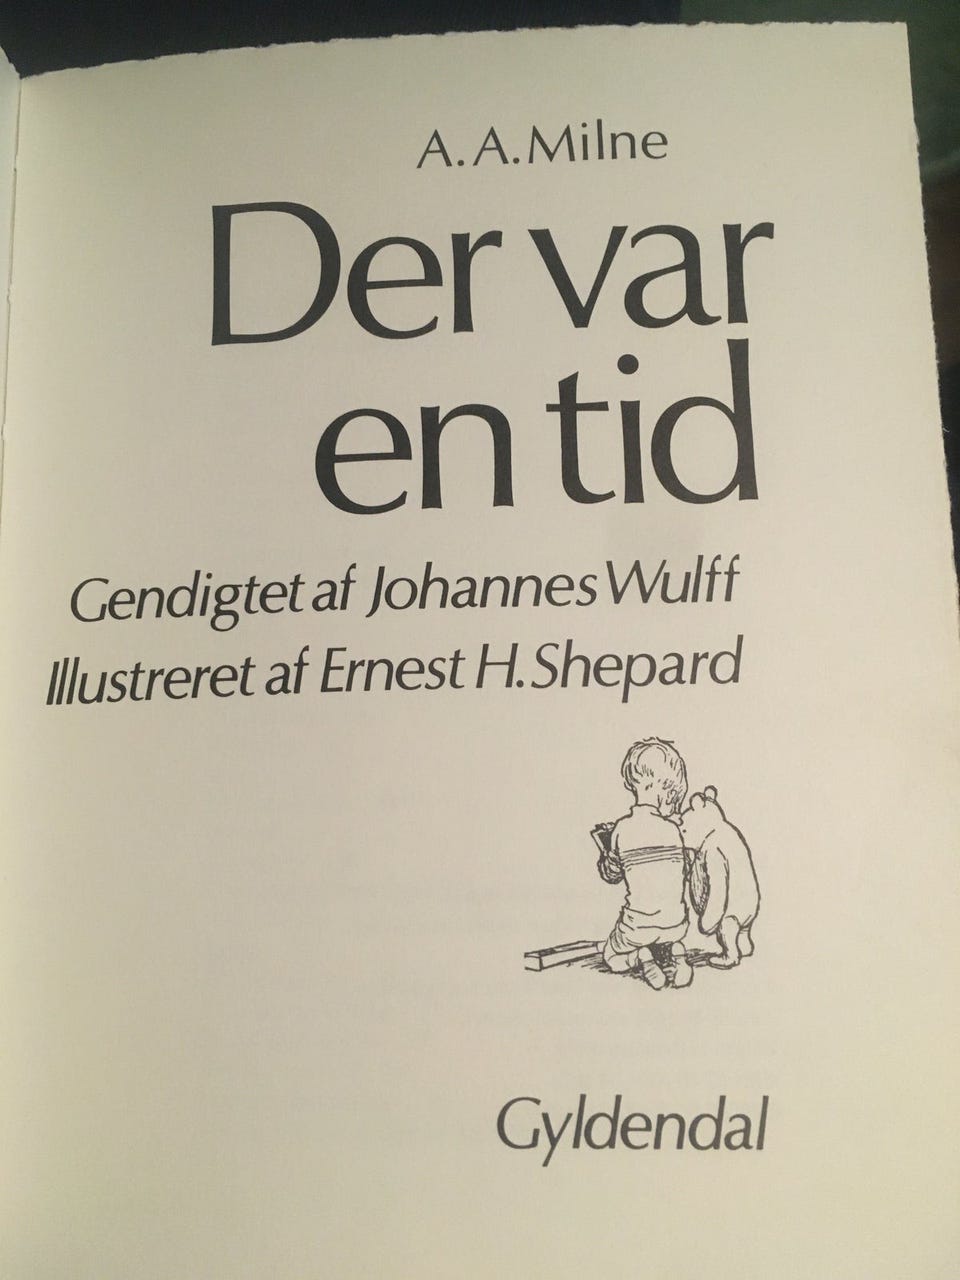 A. A. Milne
Der var
en tid
Gendigtet af Johannes Wulff
Illustreret af Ernest H. Shepard
Gyldendal